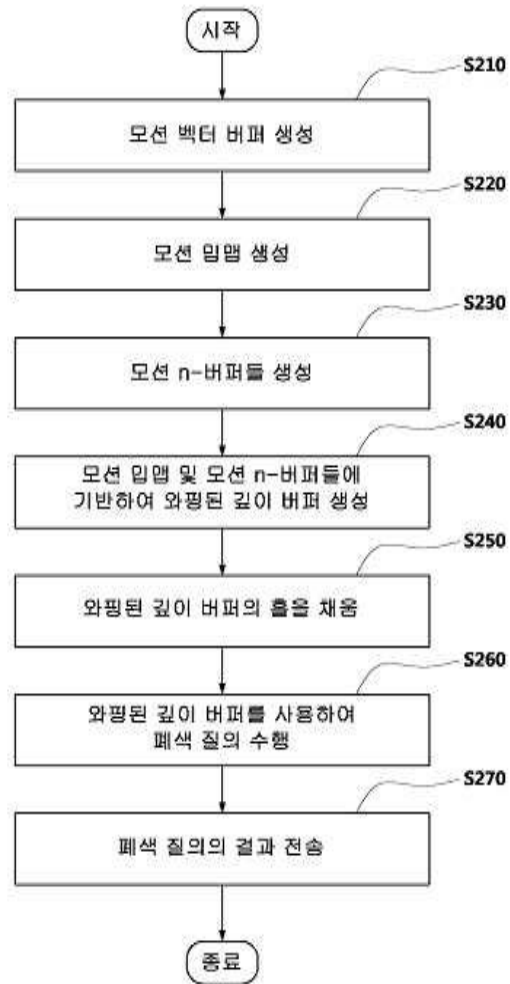 시작
S210
모션 벡터 버퍼 생성
S220
모션 밉맵 생성
S230
모션 n-버퍼들 생성
S240
모션 밉맵 및 모션 n-버퍼들에
기반하여 와핑된 깊이 버퍼 생성
S250
와핑된 깊이 버퍼의 홀을 채움
S260
와핑된 깊이 버퍼를 사용하여
폐색 질의 수행
S270
폐색 질의의 결과 전송
종료